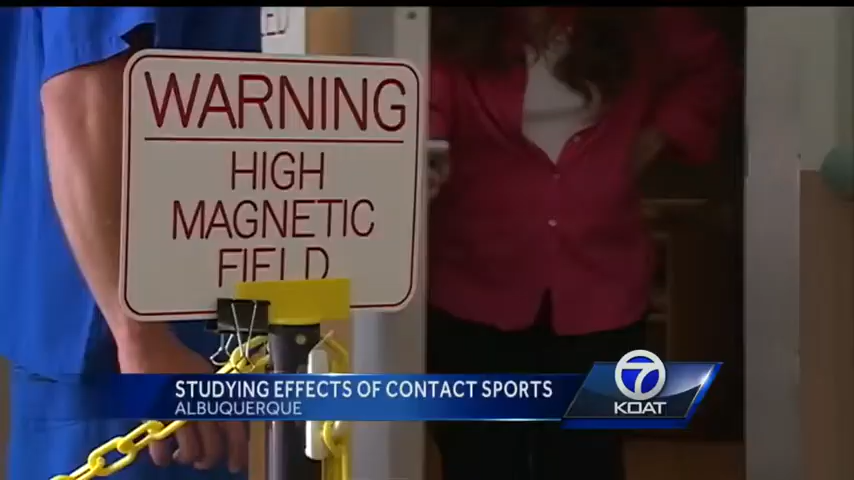 WARNING
HIGH
MAGNETIC
FIELD
STUDYING EFFECTS OF CONTACT SPORTS
ALBUQUERQUE
7
KOAT